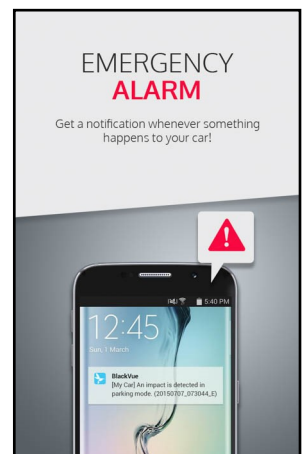 EMERGENCY
ALARM
Get a notification whenever something
happens to your car!
5:40 PM
12:45
Sun, 1 March
BlackVue
[My Car] An impact is detected in
parking mode. (20150707_073044_E)